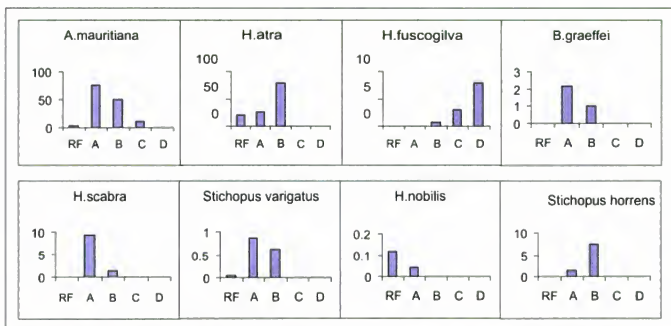 A.mauritiana
100
50
0
RF A B C D
H.atra
100
50
0
RF A B C D
H.fuscogilva
10
5
0
RF A B C D
B.graeffei
3
2
1
0
RF A B C D
H.scabra
10
5
0
RF A B C D
Stichopus varigatus
1
0.5
0
RF A B C D
H.nobilis
0.2
0.1
0
RF A B C D
Stichopus horrens
10
5
0
RF A B C D